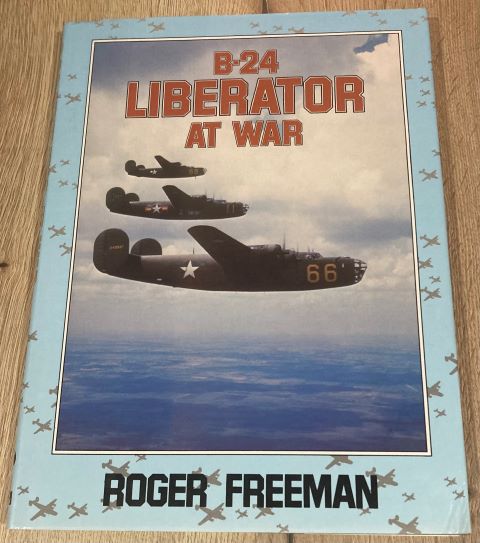 B-24
LIBERATOR
AT WAR
66
ROGER FREEMAN